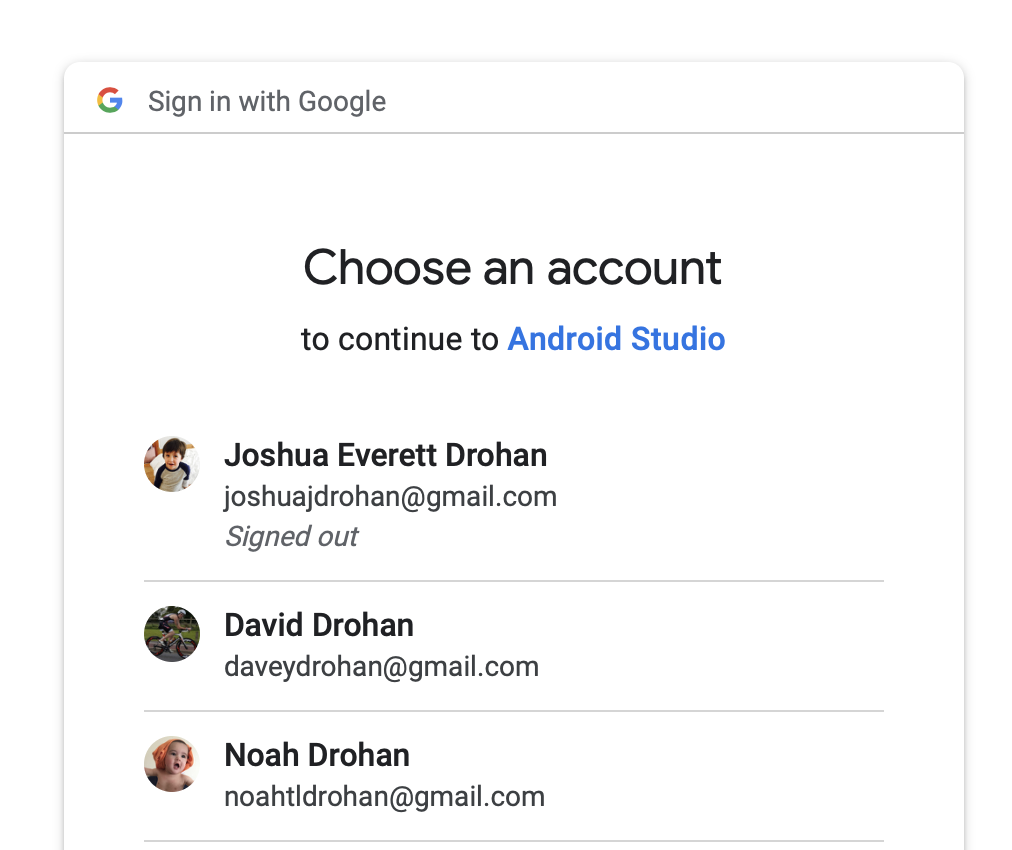 Sign in with Google
Choose an account
to continue to Android Studio
Joshua Everett Drohan
joshuajdrohan@gmail.com
Signed out
David Drohan
daveydrohan@gmail.com
Noah Drohan
noahtldrohan@gmail.com